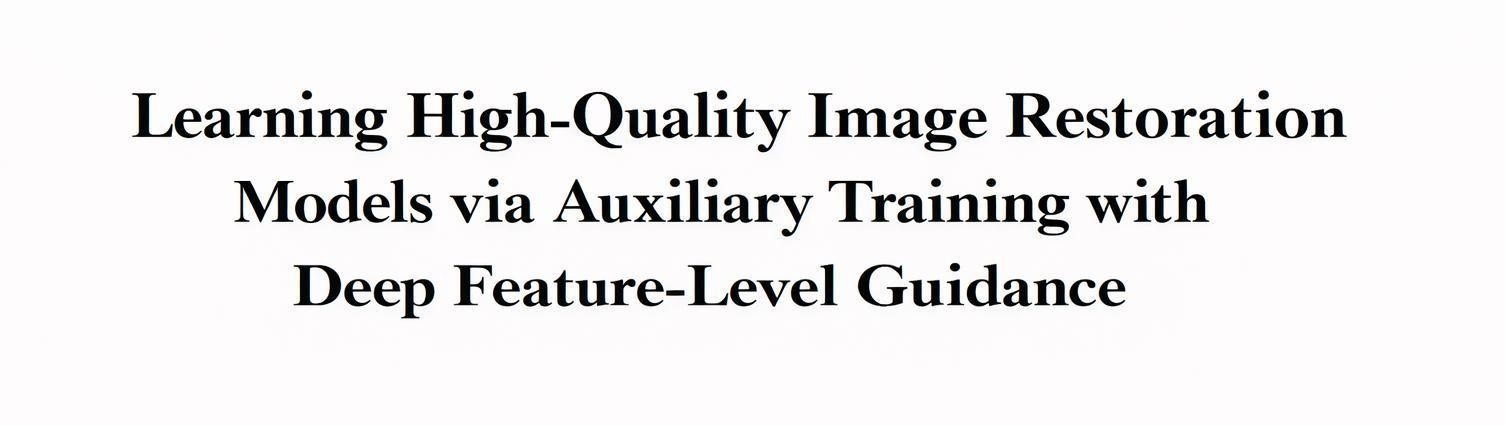 Learning High-Quality Image Restoration
Models via Auxiliary Training with
Deep Feature-Level Guidance